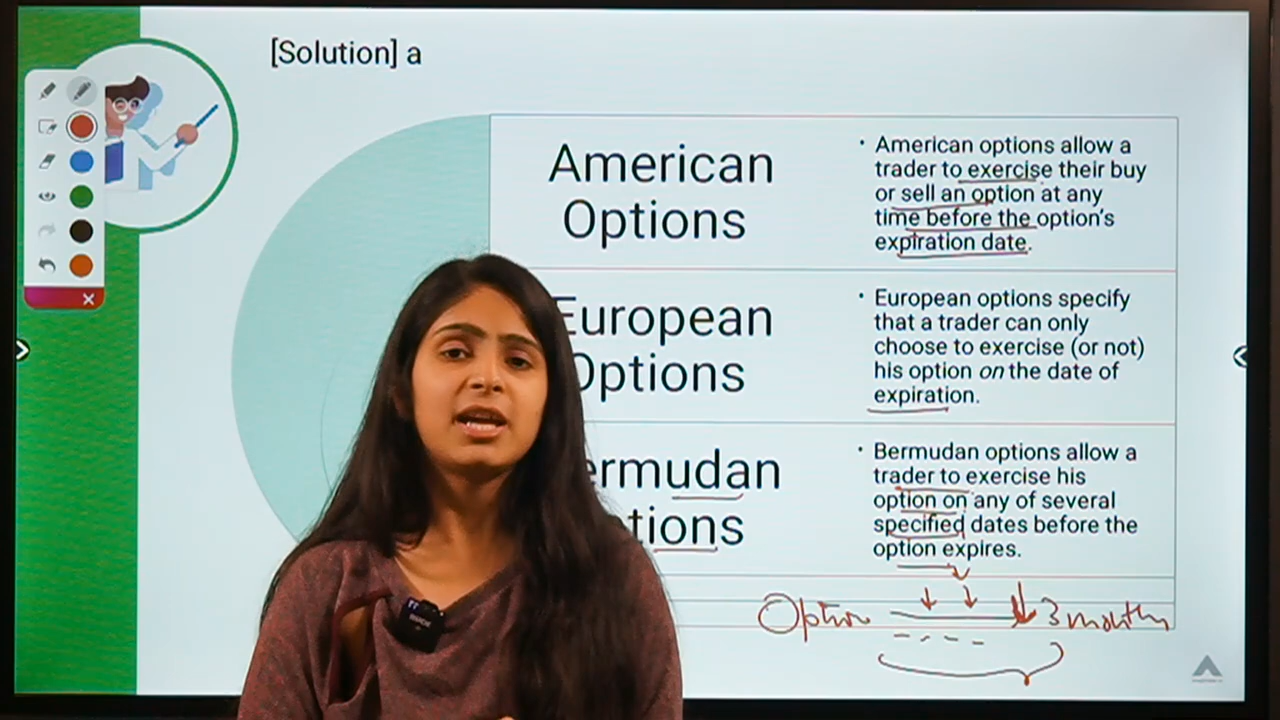 [Solution] a
American
Options
• American options allow a
trader to exercise their buy
or sell an option at any
time before the option's
expiration date.
European
Options
• European options specify
that a trader can only
choose to exercise (or not)
his option on the date of
expiration.
ermudan
tions
• Bermudan options allow a
trader to exercise his
option on any of several
specified dates before the
option expires.
Option 3 months